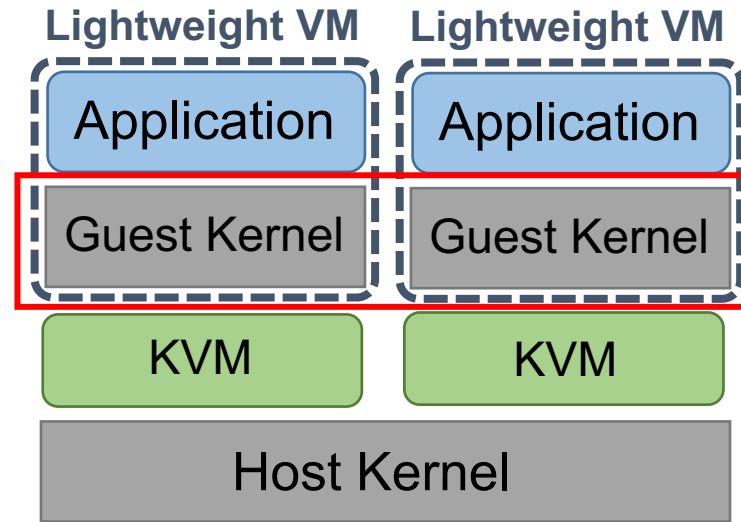 Lightweight VM Lightweight VM
Application Application
Guest Kernel Guest Kernel
KVM KVM
Host Kernel